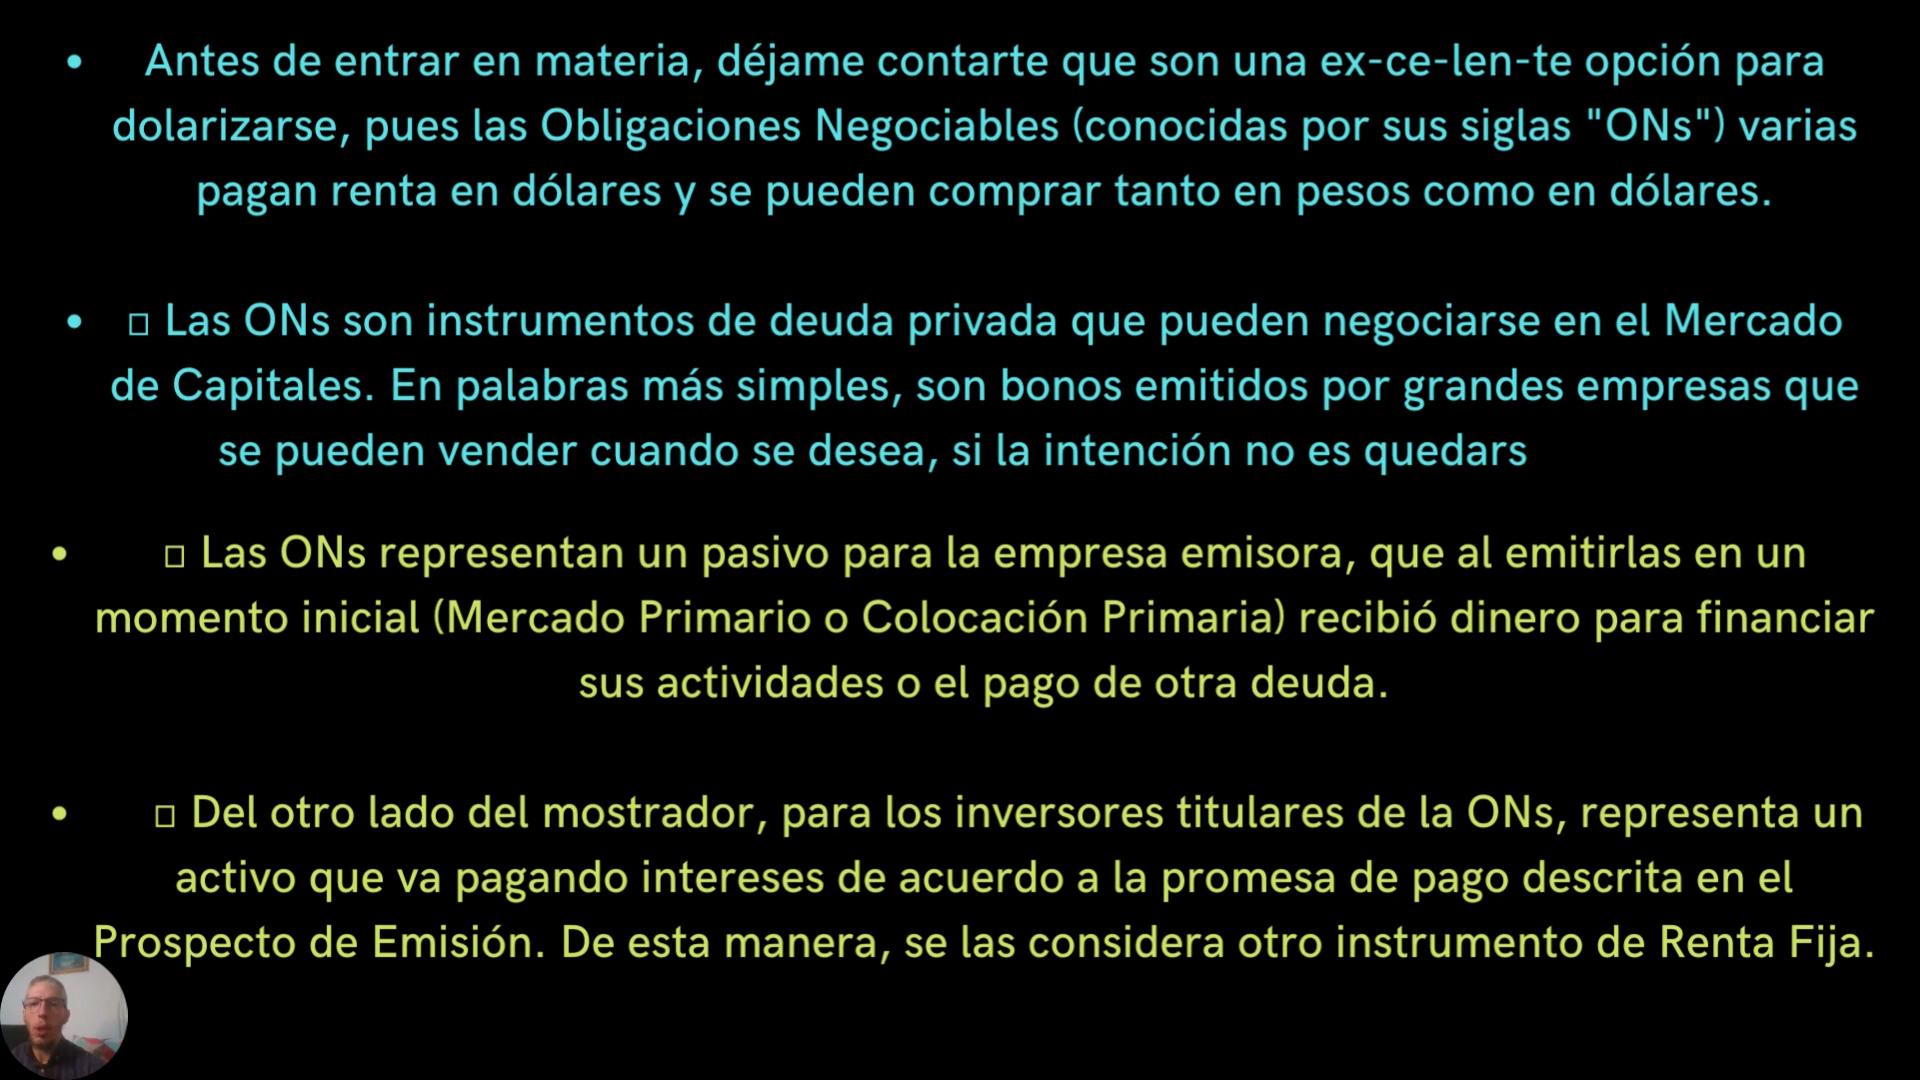 • Antes de entrar en materia, déjame contarte que son una ex-ce-len-te opción para
dolarizarse, pues las Obligaciones Negociables (conocidas por sus siglas "ONs") varias
pagan renta en dólares y se pueden comprar tanto en pesos como en dólares.
• □ Las ONs son instrumentos de deuda privada que pueden negociarse en el Mercado
de Capitales. En palabras más simples, son bonos emitidos por grandes empresas que
se pueden vender cuando se desea, si la intención no es quedars
• □ Las ONs representan un pasivo para la empresa emisora, que al emitirlas en un
momento inicial (Mercado Primario o Colocación Primaria) recibió dinero para financiar
sus actividades o el pago de otra deuda.
• □ Del otro lado del mostrador, para los inversores titulares de la ONs, representa un
activo que va pagando intereses de acuerdo a la promesa de pago descrita en el
Prospecto de Emisión. De esta manera, se las considera otro instrumento de Renta Fija.